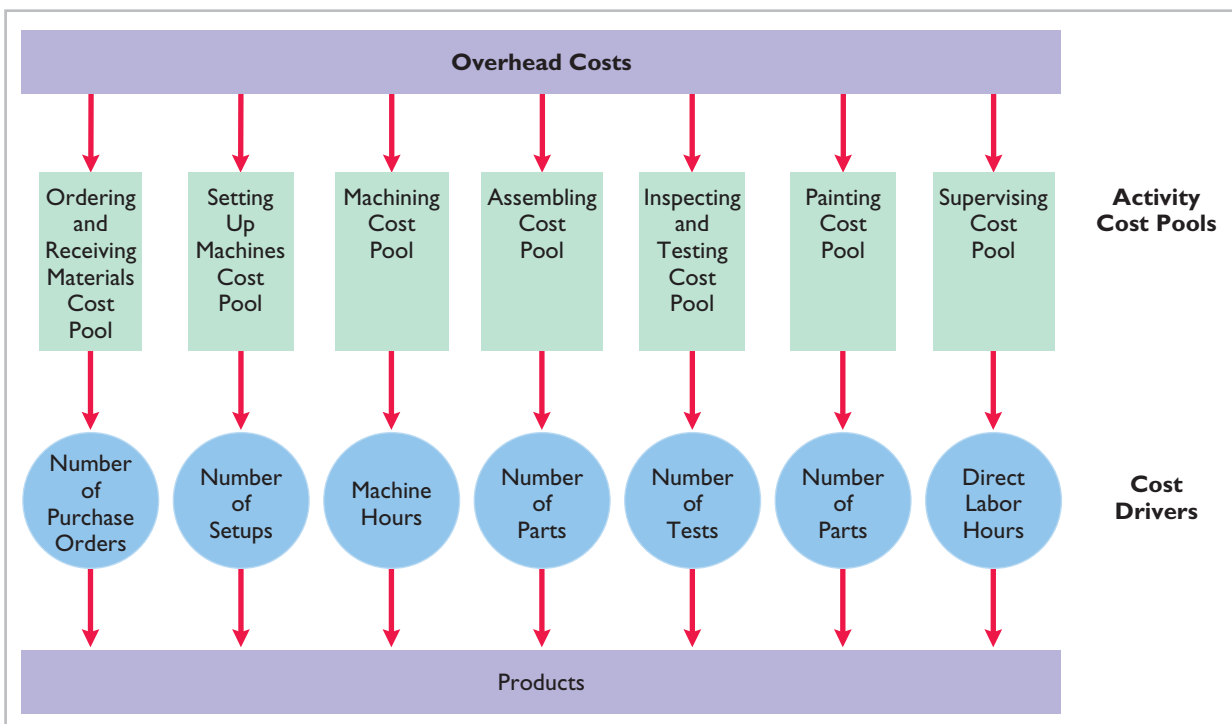 Overhead Costs
Ordering
and
Receiving
Materials
Cost
Pool
Setting
Up
Machines
Cost
Pool
Machining
Cost
Pool
Assembling
Cost
Pool
Inspecting
and
Testing
Cost
Pool
Painting
Cost
Pool
Supervising
Cost
Pool
Activity
Cost Pools
Number
of
Purchase
Orders
Number
of
Setups
Machine
Hours
Number
of
Parts
Number
of
Tests
Number
of
Parts
Direct
Labor
Hours
Cost
Drivers
Products